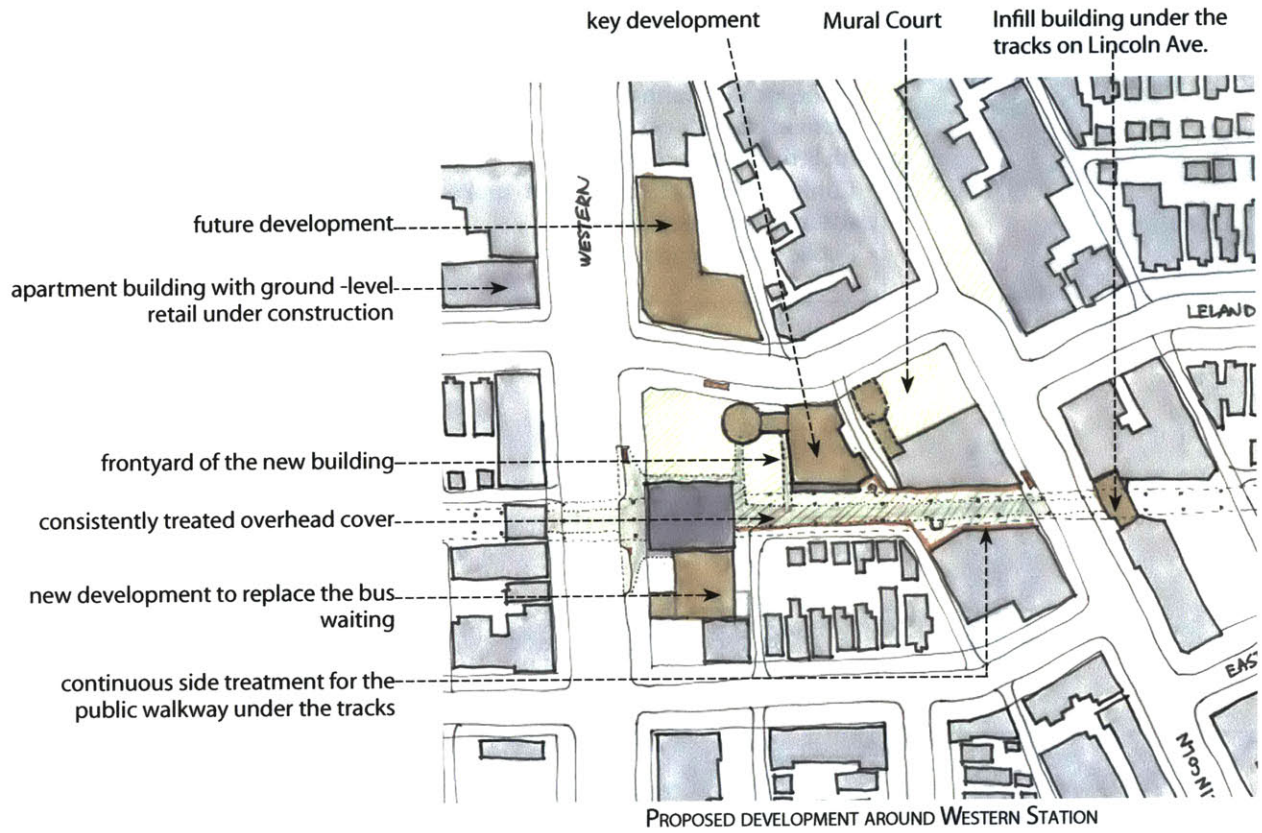 key development
Mural Court
Infill building under the
tracks on Lincoln Ave.
WESTERN
future development
apartment building with ground -level
retail under construction
LELAND
frontyard of the new building
consistently treated overhead cover
new development to replace the bus
waiting
continuous side treatment for the
public walkway under the tracks
EAS
INCOLN
PROPOSED DEVELOPMENT AROUND WESTERN STATION